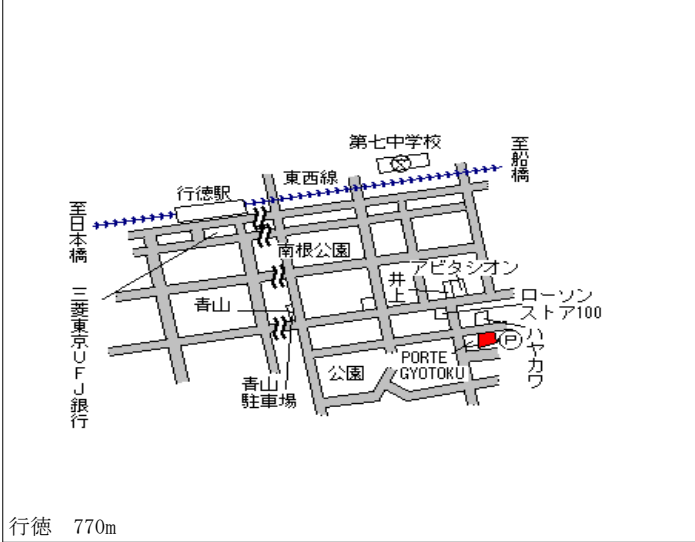 第七中学校
至船橋
東西線
行徳駅
至日本橋
南根公園
アビタシオン
井上
三菱東京UFJ銀行
青山
ローソン
ストア100
P
ハヤカワ
PORTE
GYOTOKU
公園
青山
駐車場
行徳 770m